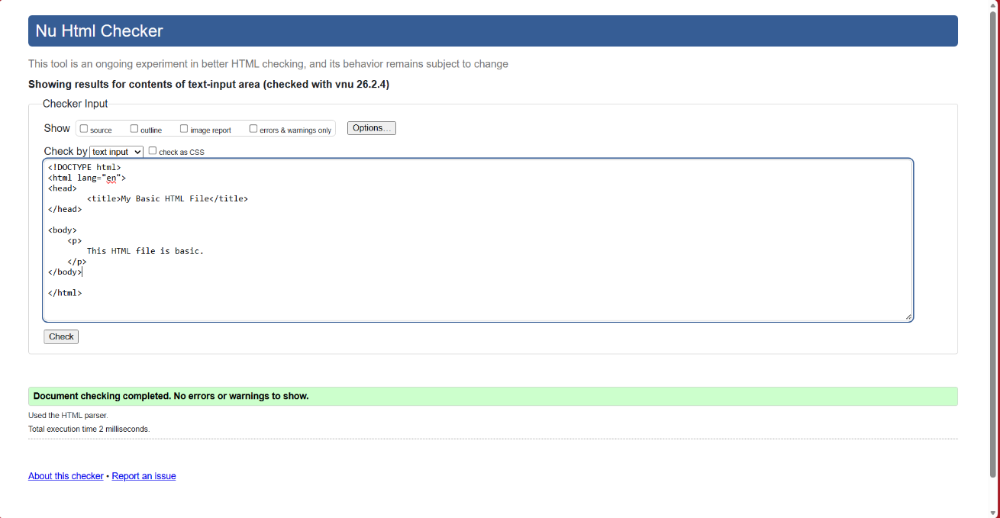 Nu Html Checker
This tool is an ongoing experiment in better HTML checking, and its behavior remains subject to change
Showing results for contents of text-input area (checked with vnu 26.2.4)
Checker Input
Show source outline image report errors & warnings only Options...
Check by text input check as CSS
<!DOCTYPE html>
<html lang="en">
<head>
        <title>My Basic HTML File</title>
</head>

<body>
    <p>
        This HTML file is basic.
    </p>
</body>

</html>
Check
Document checking completed. No errors or warnings to show.
Used the HTML parser.
Total execution time 2 milliseconds.
About this checker • Report an issue